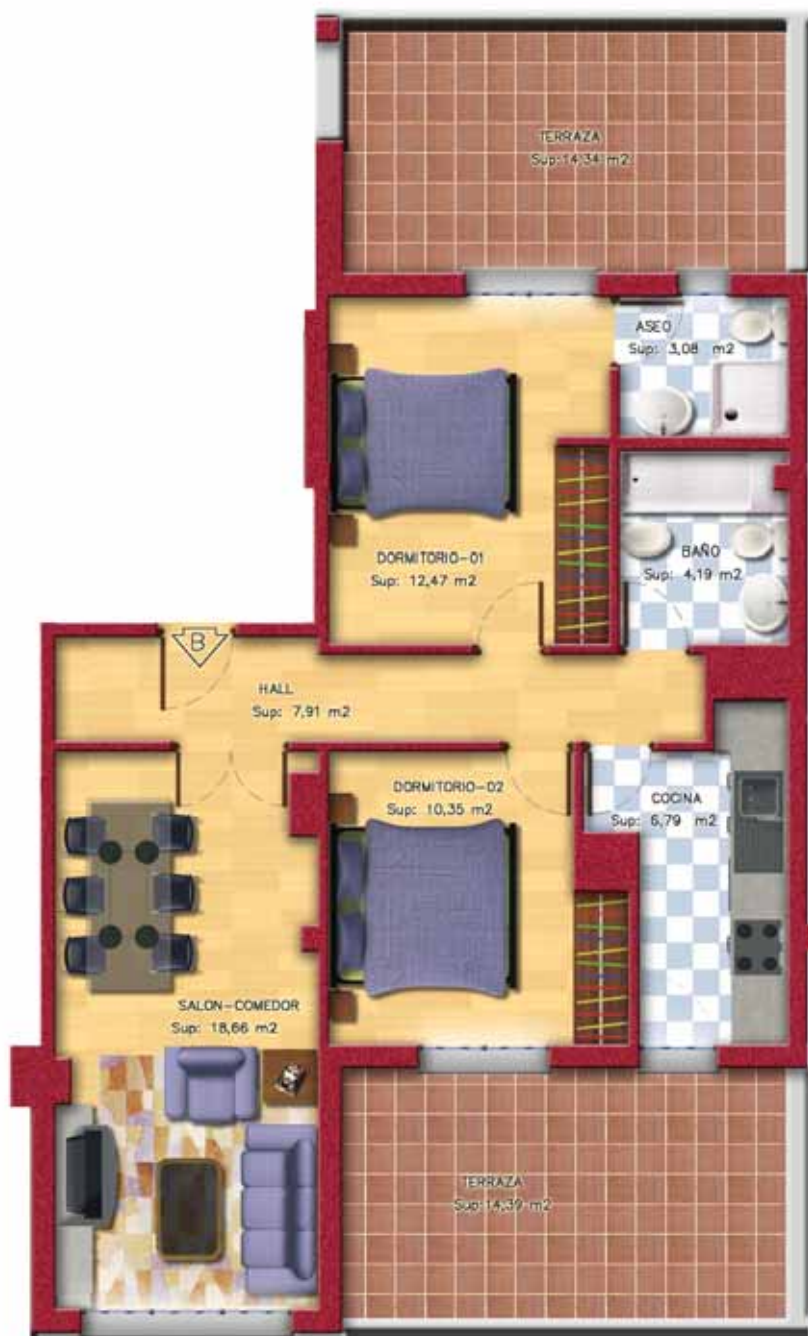 TERRAZA
Sup:14,34 m2
ASEO
Sup: 3,08 m2
DORMITORIO-01
Sup: 12,47 m2
BAÑO
Sup: 4,19 m2
B
HALL
Sup: 7,91 m2
DORMITORIO-02
Sup: 10,35 m2
COCINA
Sup: 6,79 m2
SALON-COMEDOR
Sup: 18,66 m2
TERRAZA
Sup:14,39 m2